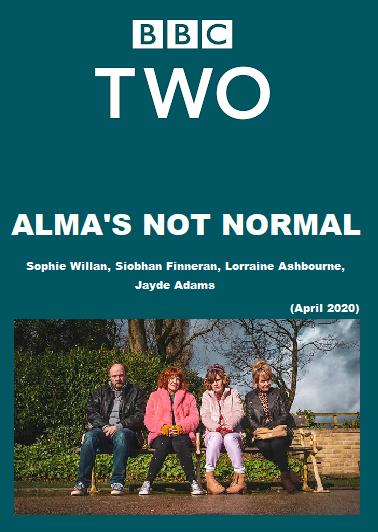 BBC
TWO
ALMA'S NOT NORMAL
Sophie Willan, Siobhan Finneran, Lorraine Ashbourne,
Jayde Adams
(April 2020)